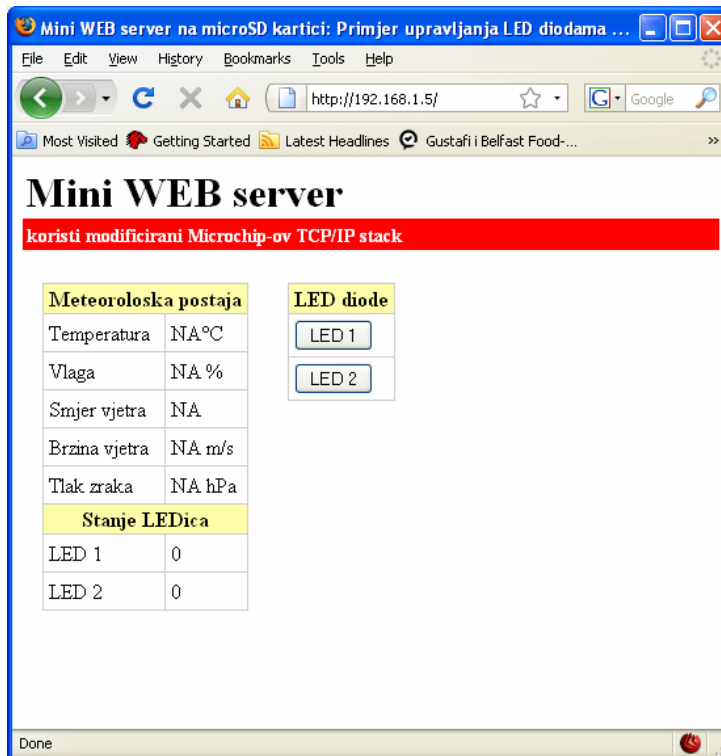 Mini WEB server na microSD kartici: Primjer upravljanja LED diodama ...
File Edit View History Bookmarks Tools Help
http://192.168.1.5/ G Google
Most Visited Getting Started Latest Headlines Gustafi i Belfast Food-... »
Mini WEB server
koristi modificirani Microchip-ov TCP/IP stack
Meteoroloska postaja
Temperatura NA°C
Vlaga NA %
Smjer vjetra NA
Brzina vjetra NA m/s
Tlak zraka NA hPa
Stanje LEDica
LED 1 0
LED 2 0
LED diode
LED 1
LED 2
Done